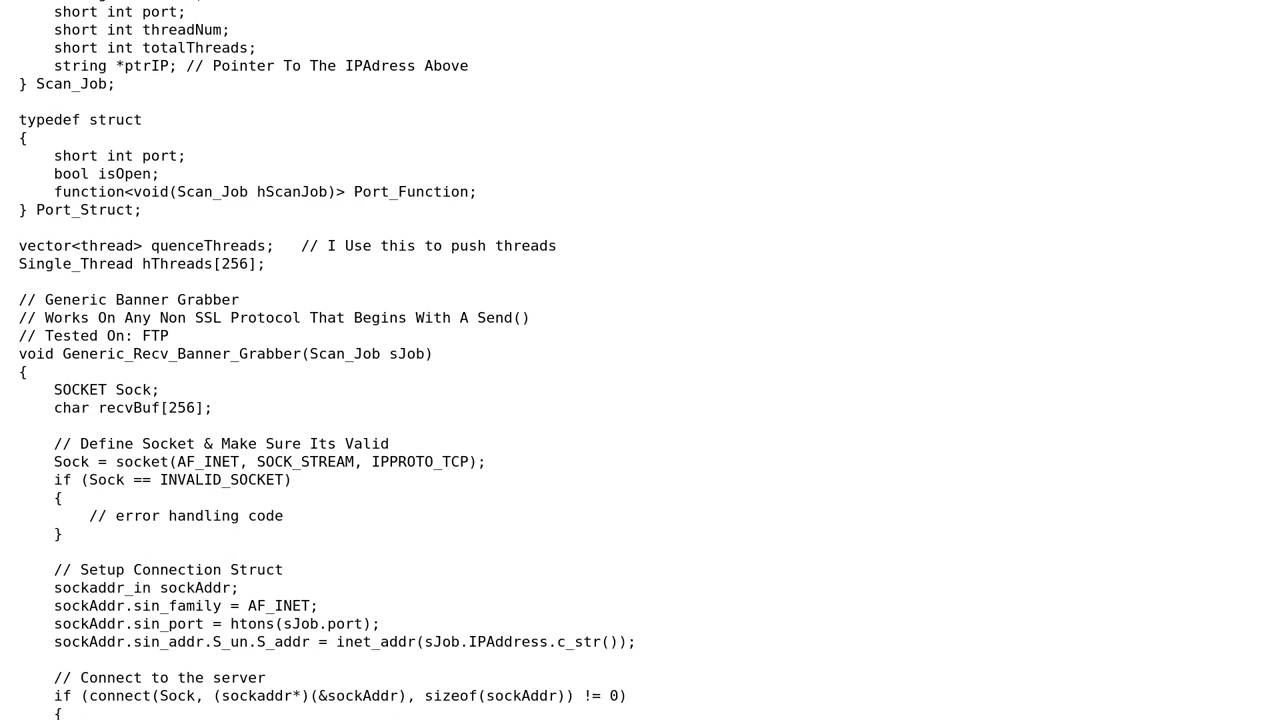 short int port;
    short int threadNum;
    short int totalThreads;
    string *ptrIP; // Pointer To The IPAdress Above
} Scan_Job;

typedef struct
{
    short int port;
    bool isOpen;
    function<void(Scan_Job hScanJob)> Port_Function;
} Port_Struct;

vector<thread> quenceThreads;   // I Use this to push threads
Single_Thread hThreads[256];

// Generic Banner Grabber
// Works On Any Non SSL Protocol That Begins With A Send()
// Tested On: FTP
void Generic_Recv_Banner_Grabber(Scan_Job sJob)
{
    SOCKET Sock;
    char recvBuf[256];

    // Define Socket & Make Sure Its Valid
    Sock = socket(AF_INET, SOCK_STREAM, IPPROTO_TCP);
    if (Sock == INVALID_SOCKET)
    {
        // error handling code
    }

    // Setup Connection Struct
    sockaddr_in sockAddr;
    sockAddr.sin_family = AF_INET;
    sockAddr.sin_port = htons(sJob.port);
    sockAddr.sin_addr.S_un.S_addr = inet_addr(sJob.IPAddress.c_str());

    // Connect to the server
    if (connect(Sock, (sockaddr*)(&sockAddr), sizeof(sockAddr)) != 0)
    {